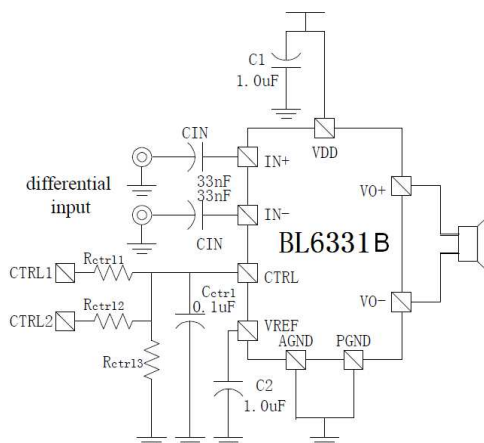 C1
1.0uF
VDD
CIN
33nF
IN+
differential
input
33nF
CIN
IN-
VO+
BL6331B
CTRL1
Rctrl1
CTRL
CTRL2
Rctrl2
Cctrl
0.1uF
VO-
VREF
AGND
PGND
Rctrl3
C2
1.0uF